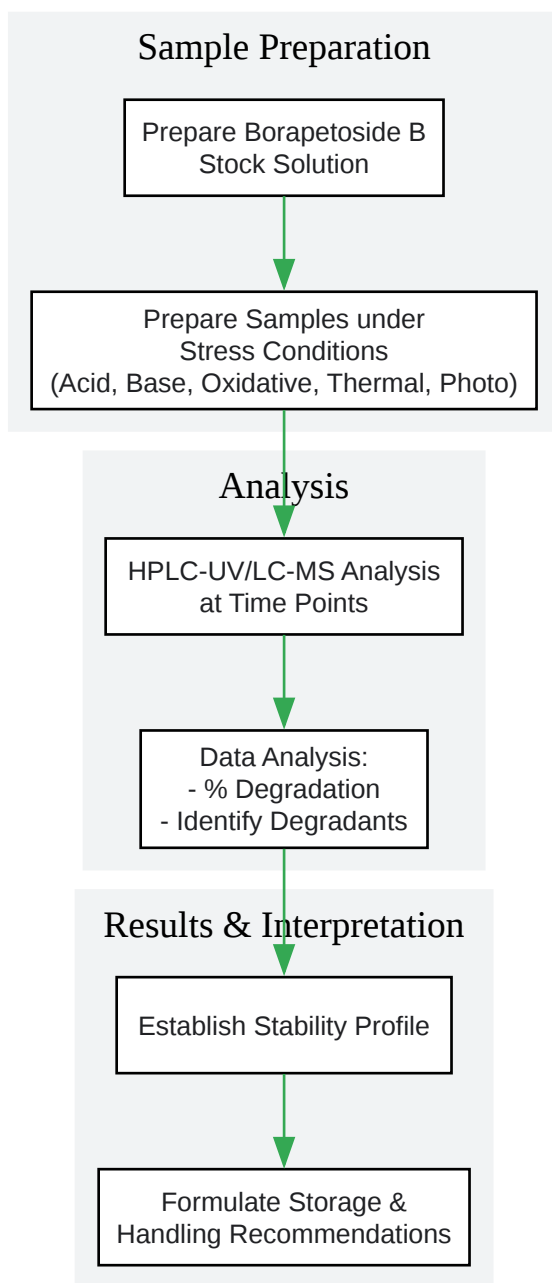 Sample Preparation
Prepare Borapetoside B
Stock Solution
Prepare Samples under
Stress Conditions
(Acid, Base, Oxidative, Thermal, Photo)
Analysis
HPLC-UV/LC-MS Analysis
at Time Points
Data Analysis:
- % Degradation
- Identify Degradants
Results & Interpretation
Establish Stability Profile
Formulate Storage &
Handling Recommendations